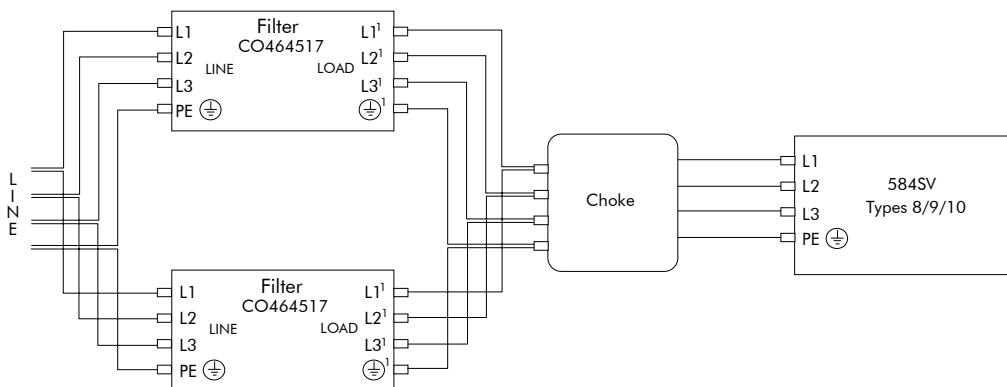 Filter
CO464517
L1
L2
L3
PE
LINE
LOAD
L1¹
L2¹
L3¹
1
LINE
Choke
L1
L2
L3
PE
584SV
Types 8/9/10
Filter
CO464517
L1
L2
L3
PE
LINE
LOAD
L1¹
L2¹
L3¹
1